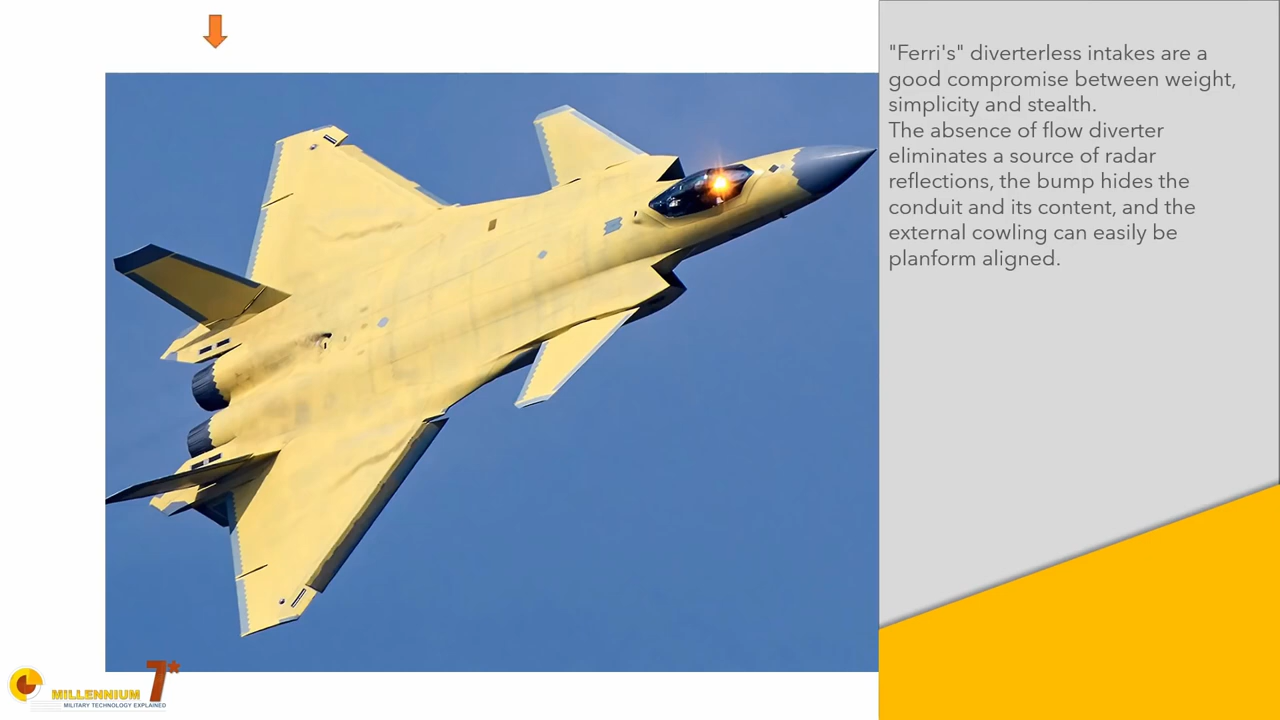 "Ferri's" diverterless intakes are a
good compromise between weight,
simplicity and stealth.
The absence of flow diverter
eliminates a source of radar
reflections, the bump hides the
conduit and its content, and the
external cowling can easily be
planform aligned.
MILLENNIUM 7*
MILITARY TECHNOLOGY EXPLAINED